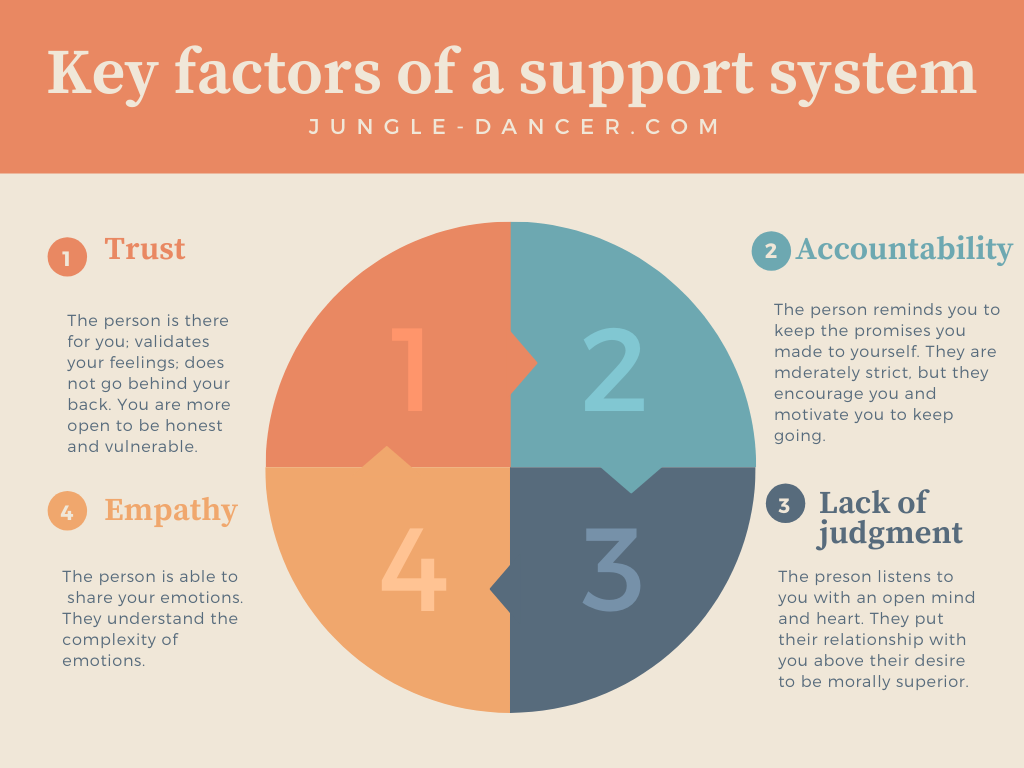 Key factors of a support system
JUNGLE-DANCER.COM
1 Trust
The person is there
for you; validates
your feelings; does
not go behind your
back. You are more
open to be honest
and vulnerable.
2 Accountability
The person reminds you to
keep the promises you
made to yourself. They are
mderately strict, but they
encourage you and
motivate you to keep
going.
1
2
4
3
3 Lack of
judgment
The preson listens to
you with an open mind
and heart. They put
their relationship with
you above their desire
to be morally superior.
4 Empathy
The person is able to
share your emotions.
They understand the
complexity of
emotions.